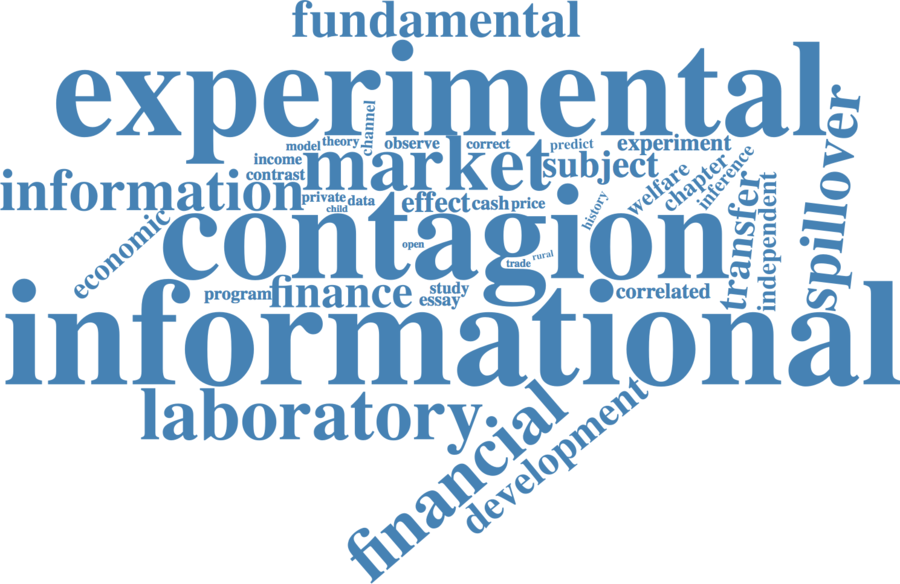 fundamental
experimental
channel
model
theory
observe
correct
predict
experiment
income
market
subject
contrast
information
private
data
child
effect
cash
price
history
welfare
chapter
inference
spillover
economic
contagion
open
trade
rural
transfer
independent
program
finance
study
essay
correlated
informational
laboratory
financial
development